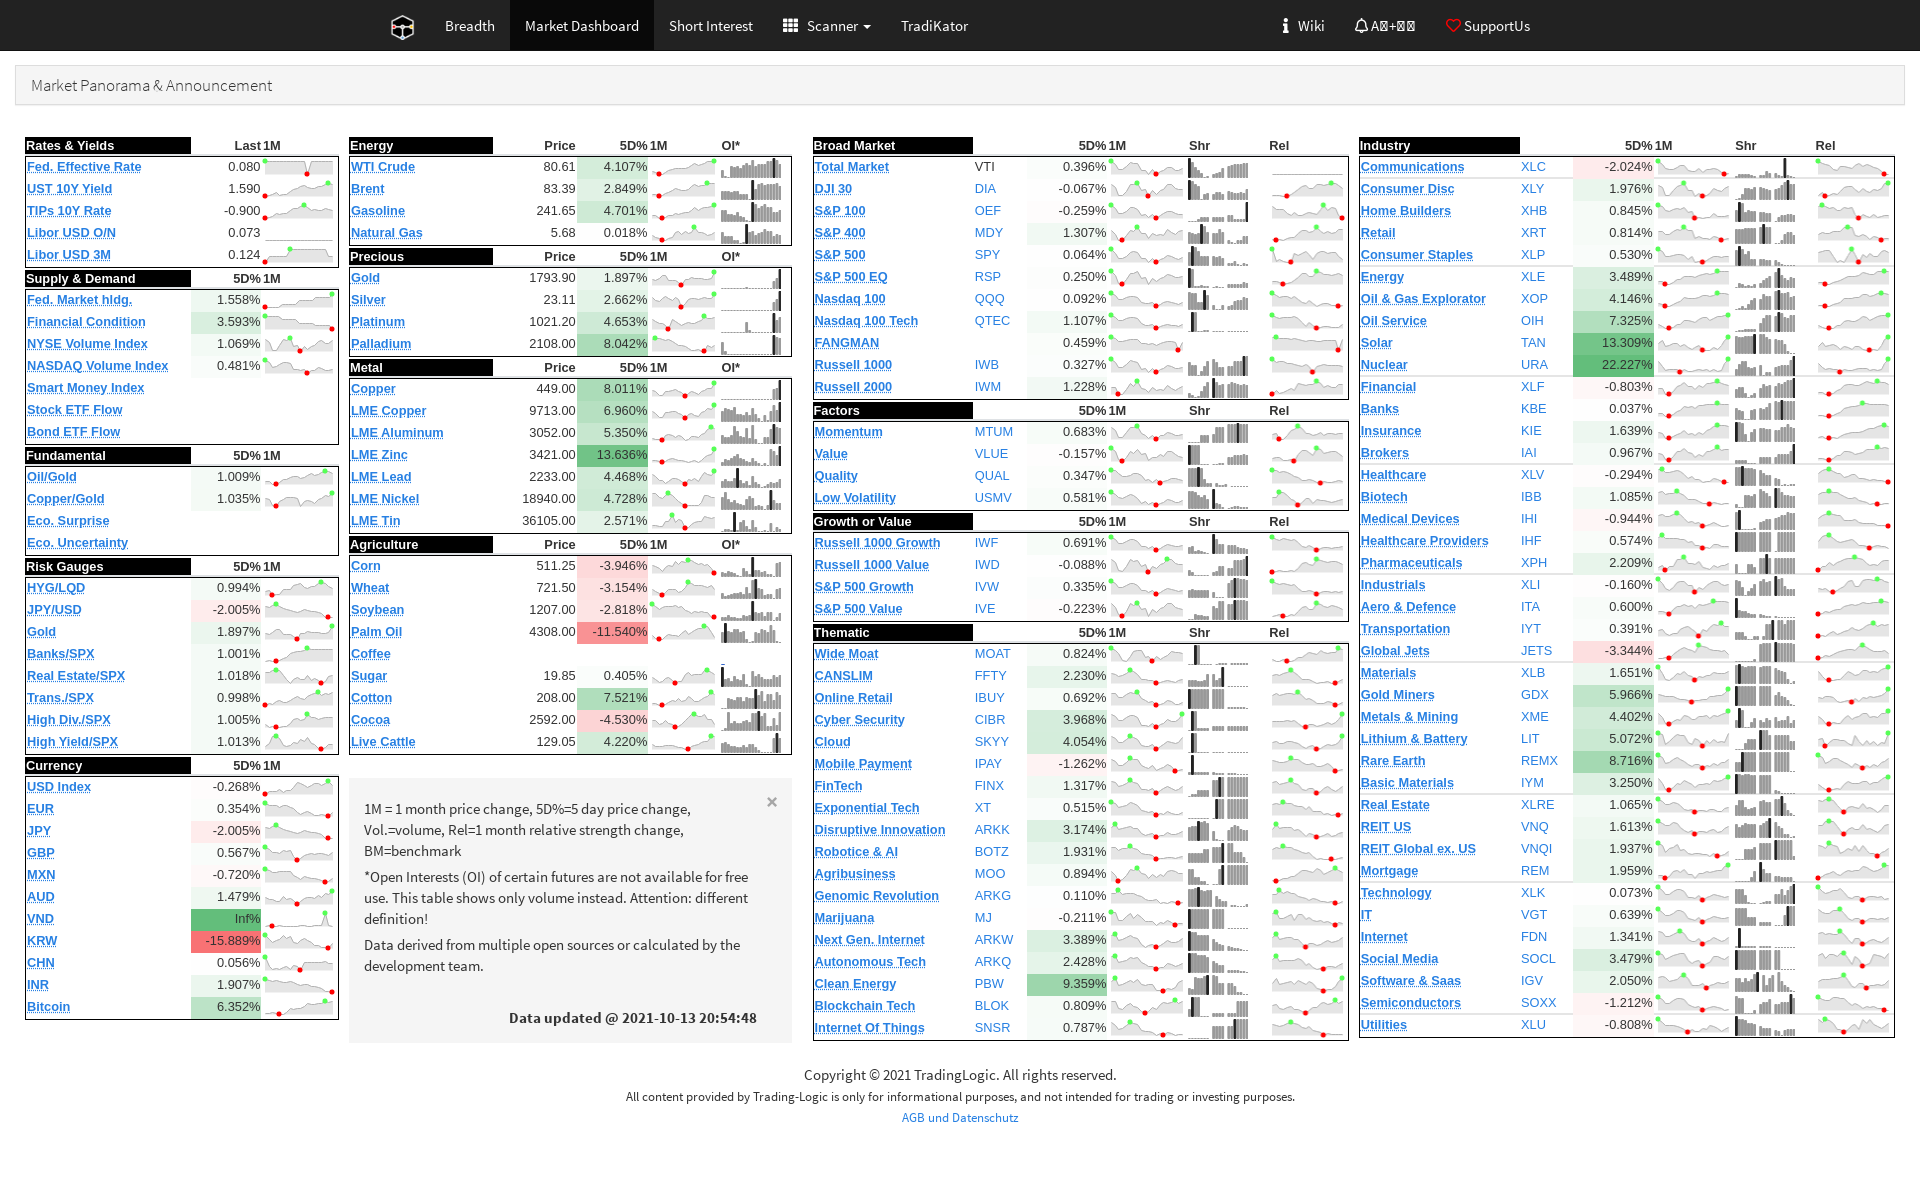 Breadth Market Dashboard Short Interest Scanner TradiKator Wiki SupportUs
Market Panorama & Announcement
Rates & Yields Last 1M
Fed. Effective Rate 0.080
UST 10Y Yield 1.590
TIPs 10Y Rate -0.900
Libor USD O/N 0.073
Libor USD 3M 0.124
Supply & Demand 5D% 1M
Fed. Market hldg. 1.558%
Financial Condition 3.593%
NYSE Volume Index 1.069%
NASDAQ Volume Index 0.481%
Smart Money Index
Stock ETF Flow
Bond ETF Flow
Fundamental 5D% 1M
Oil/Gold 1.009%
Copper/Gold 1.035%
Eco. Surprise
Eco. Uncertainty
Risk Gauges 5D% 1M
HYG/LQD 0.994%
JPY/USD -2.005%
Gold 1.897%
Banks/SPX 1.001%
Real Estate/SPX 1.018%
Trans./SPX 0.998%
High Div./SPX 1.005%
High Yield/SPX 1.013%
Currency 5D% 1M
USD Index -0.268%
EUR 0.354%
JPY -2.005%
GBP 0.567%
MXN -0.720%
AUD 1.479%
VND Inf%
KRW -15.889%
CHN 0.056%
INR 1.907%
Bitcoin 6.352%
Energy Price 5D% 1M OI*
WTI Crude 80.61 4.107%
Brent 83.39 2.849%
Gasoline 241.65 4.701%
Natural Gas 5.68 0.018%
Precious Price 5D% 1M OI*
Gold 1793.90 1.897%
Silver 23.11 2.662%
Platinum 1021.20 4.653%
Palladium 2108.00 8.042%
Metal Price 5D% 1M OI*
Copper 449.00 8.011%
LME Copper 9713.00 6.960%
LME Aluminum 3052.00 5.350%
LME Zinc 3421.00 13.636%
LME Lead 2233.00 4.468%
LME Nickel 18940.00 4.728%
LME Tin 36105.00 2.571%
Agriculture Price 5D% 1M OI*
Corn 511.25 -3.946%
Wheat 721.50 -3.154%
Soybean 1207.00 -2.818%
Palm Oil 4308.00 -11.540%
Coffee
Sugar 19.85 0.405%
Cotton 208.00 7.521%
Cocoa 2592.00 -4.530%
Live Cattle 129.05 4.220%
×
1M = 1 month price change, 5D%=5 day price change,
Vol.=volume, Rel=1 month relative strength change,
BM=benchmark
*Open Interests (OI) of certain futures are not available for free
use. This table shows only volume instead. Attention: different
definition!
Data derived from multiple open sources or calculated by the
development team.
Data updated @ 2021-10-13 20:54:48
Broad Market 5D% 1M Shr Rel
Total Market VTI 0.396%
DJI 30 DIA -0.067%
S&P 100 OEF -0.259%
S&P 400 MDY 1.307%
S&P 500 SPY 0.064%
S&P 500 EQ RSP 0.250%
Nasdaq 100 QQQ 0.092%
Nasdaq 100 Tech QTEC 1.107%
FANGMAN 0.459%
Russell 1000 IWB 0.327%
Russell 2000 IWM 1.228%
Factors 5D% 1M Shr Rel
Momentum MTUM 0.683%
Value VLUE -0.157%
Quality QUAL 0.347%
Low Volatility USMV 0.581%
Growth or Value 5D% 1M Shr Rel
Russell 1000 Growth IWF 0.691%
Russell 1000 Value IWD -0.088%
S&P 500 Growth IVW 0.335%
S&P 500 Value IVE -0.223%
Thematic 5D% 1M Shr Rel
Wide Moat MOAT 0.824%
CANSLIM FFTY 2.230%
Online Retail IBUY 0.692%
Cyber Security CIBR 3.968%
Cloud SKYY 4.054%
Mobile Payment IPAY -1.262%
FinTech FINX 1.317%
Exponential Tech XT 0.515%
Disruptive Innovation ARKK 3.174%
Robotice & AI BOTZ 1.931%
Agribusiness MOO 0.894%
Genomic Revolution ARKG 0.110%
Marijuana MJ -0.211%
Next Gen. Internet ARKW 3.389%
Autonomous Tech ARKQ 2.428%
Clean Energy PBW 9.359%
Blockchain Tech BLOK 0.809%
Internet Of Things SNSR 0.787%
Industry 5D% 1M Shr Rel
Communications XLC -2.024%
Consumer Disc XLY 1.976%
Home Builders XHB 0.845%
Retail XRT 0.814%
Consumer Staples XLP 0.530%
Energy XLE 3.489%
Oil & Gas Explorator XOP 4.146%
Oil Service OIH 7.325%
Solar TAN 13.309%
Nuclear URA 22.227%
Financial XLF -0.803%
Banks KBE 0.037%
Insurance KIE 1.639%
Brokers IAI 0.967%
Healthcare XLV -0.294%
Biotech IBB 1.085%
Medical Devices IHI -0.944%
Healthcare Providers IHF 0.574%
Pharmaceuticals XPH 2.209%
Industrials XLI -0.160%
Aero & Defence ITA 0.600%
Transportation IYT 0.391%
Global Jets JETS -3.344%
Materials XLB 1.651%
Gold Miners GDX 5.966%
Metals & Mining XME 4.402%
Lithium & Battery LIT 5.072%
Rare Earth REMX 8.716%
Basic Materials IYM 3.250%
Real Estate XLRE 1.065%
REIT US VNQ 1.613%
REIT Global ex. US VNQI 1.937%
Mortgage REM 1.959%
Technology XLK 0.073%
IT VGT 0.639%
Internet FDN 1.341%
Social Media SOCL 3.479%
Software & Saas IGV 2.050%
Semiconductors SOXX -1.212%
Utilities XLU -0.808%
Copyright © 2021 TradingLogic. All rights reserved.
All content provided by Trading-Logic is only for informational purposes, and not intended for trading or investing purposes.
AGB und Datenschutz